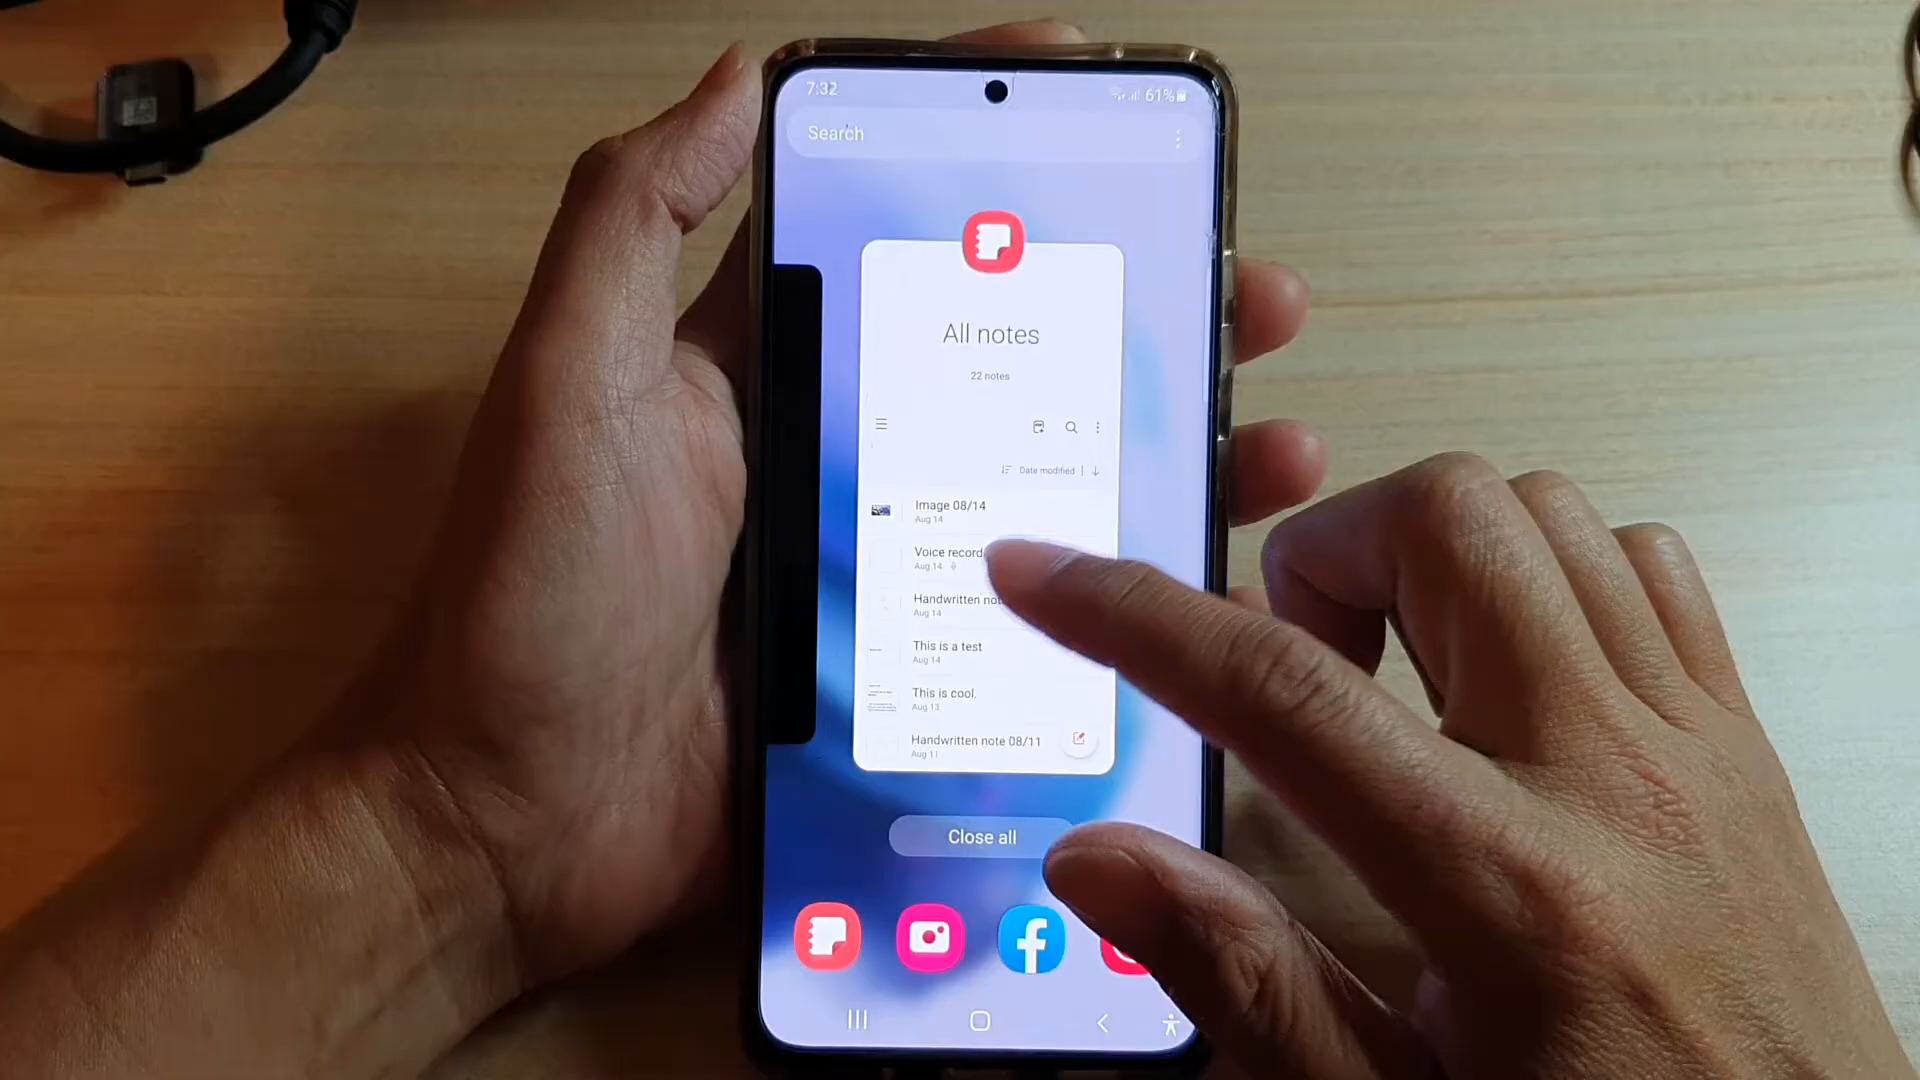 7:32
61%
Search
All notes
22 notes
Date modified
Image 08/14
Aug 14
Voice record
Aug 14
Handwritten not
Aug 14
This is a test
Aug 14
This is cool.
Aug 13
Handwritten note 08/11
Aug 11
Close all